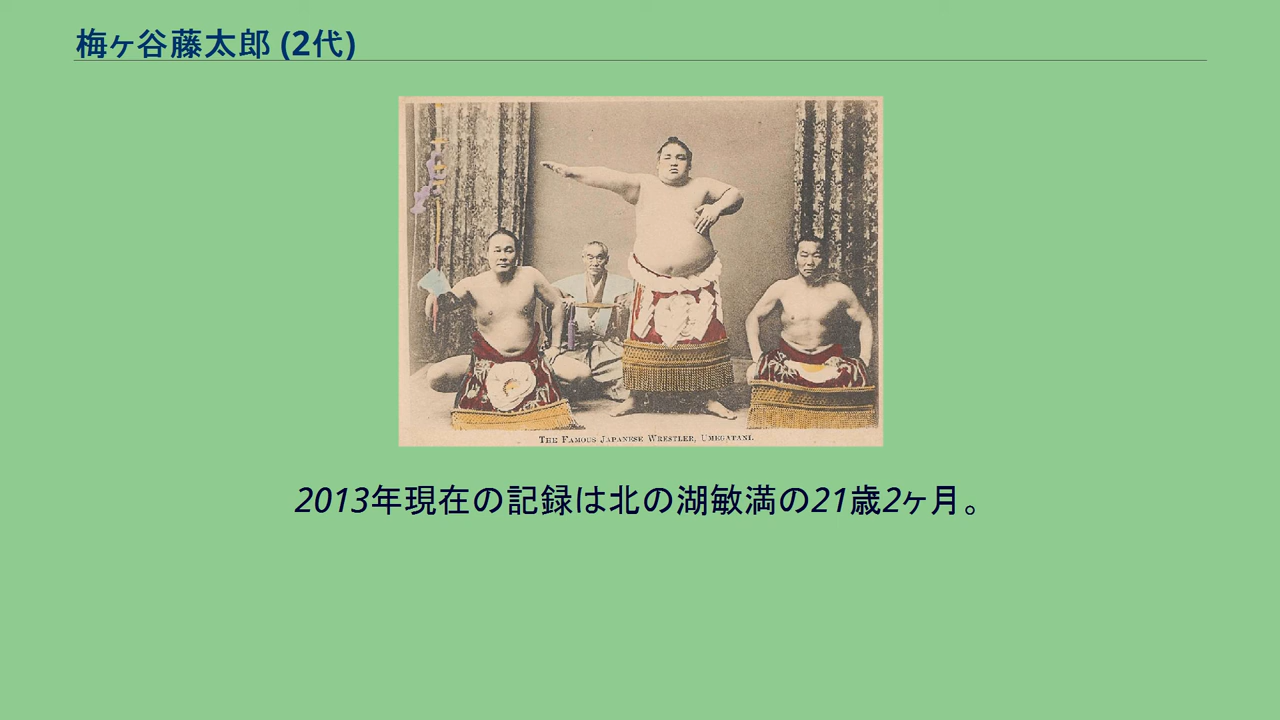 梅ヶ谷藤太郎 (2代)
THE FAMOUS JAPANESE WRESTLER, UMEGATANI.
2013年現在の記録は北の湖敏満の21歳2ヶ月。